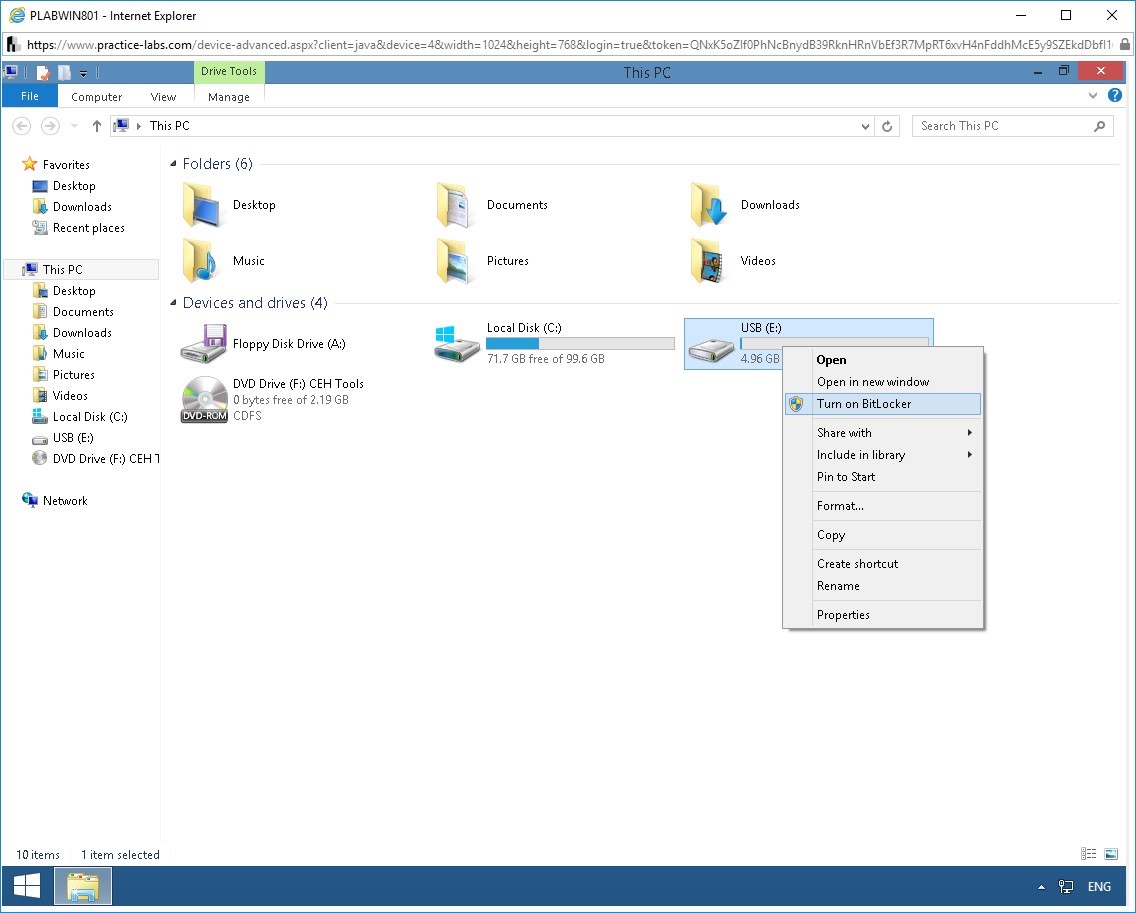 PLABWIN801 - Internet Explorer
https://www.practice-labs.com/device-advanced.aspx?client=java&device=4&width=1024&height=768&login=true&token=
Drive Tools
This PC
File
Computer
View
Manage
This PC
Search This PC
Favorites
Desktop
Downloads
Recent places
This PC
Desktop
Documents
Downloads
Music
Pictures
Videos
Local Disk (C:)
USB (E:)
DVD Drive (F:) CEH T
Network
Folders (6)
Desktop
Documents
Downloads
Music
Pictures
Videos
Devices and drives (4)
Floppy Disk Drive (A:)
Local Disk (C:)
71.7 GB free of 99.6 GB
USB (E:)
4.96 GB
DVD Drive (F:) CEH Tools
0 bytes free of 2.19 GB
CDFS
DVD-ROM
Open
Open in new window
Turn on BitLocker
Share with
Include in library
Pin to Start
Format...
Copy
Create shortcut
Rename
Properties
10 items
1 item selected
ENG